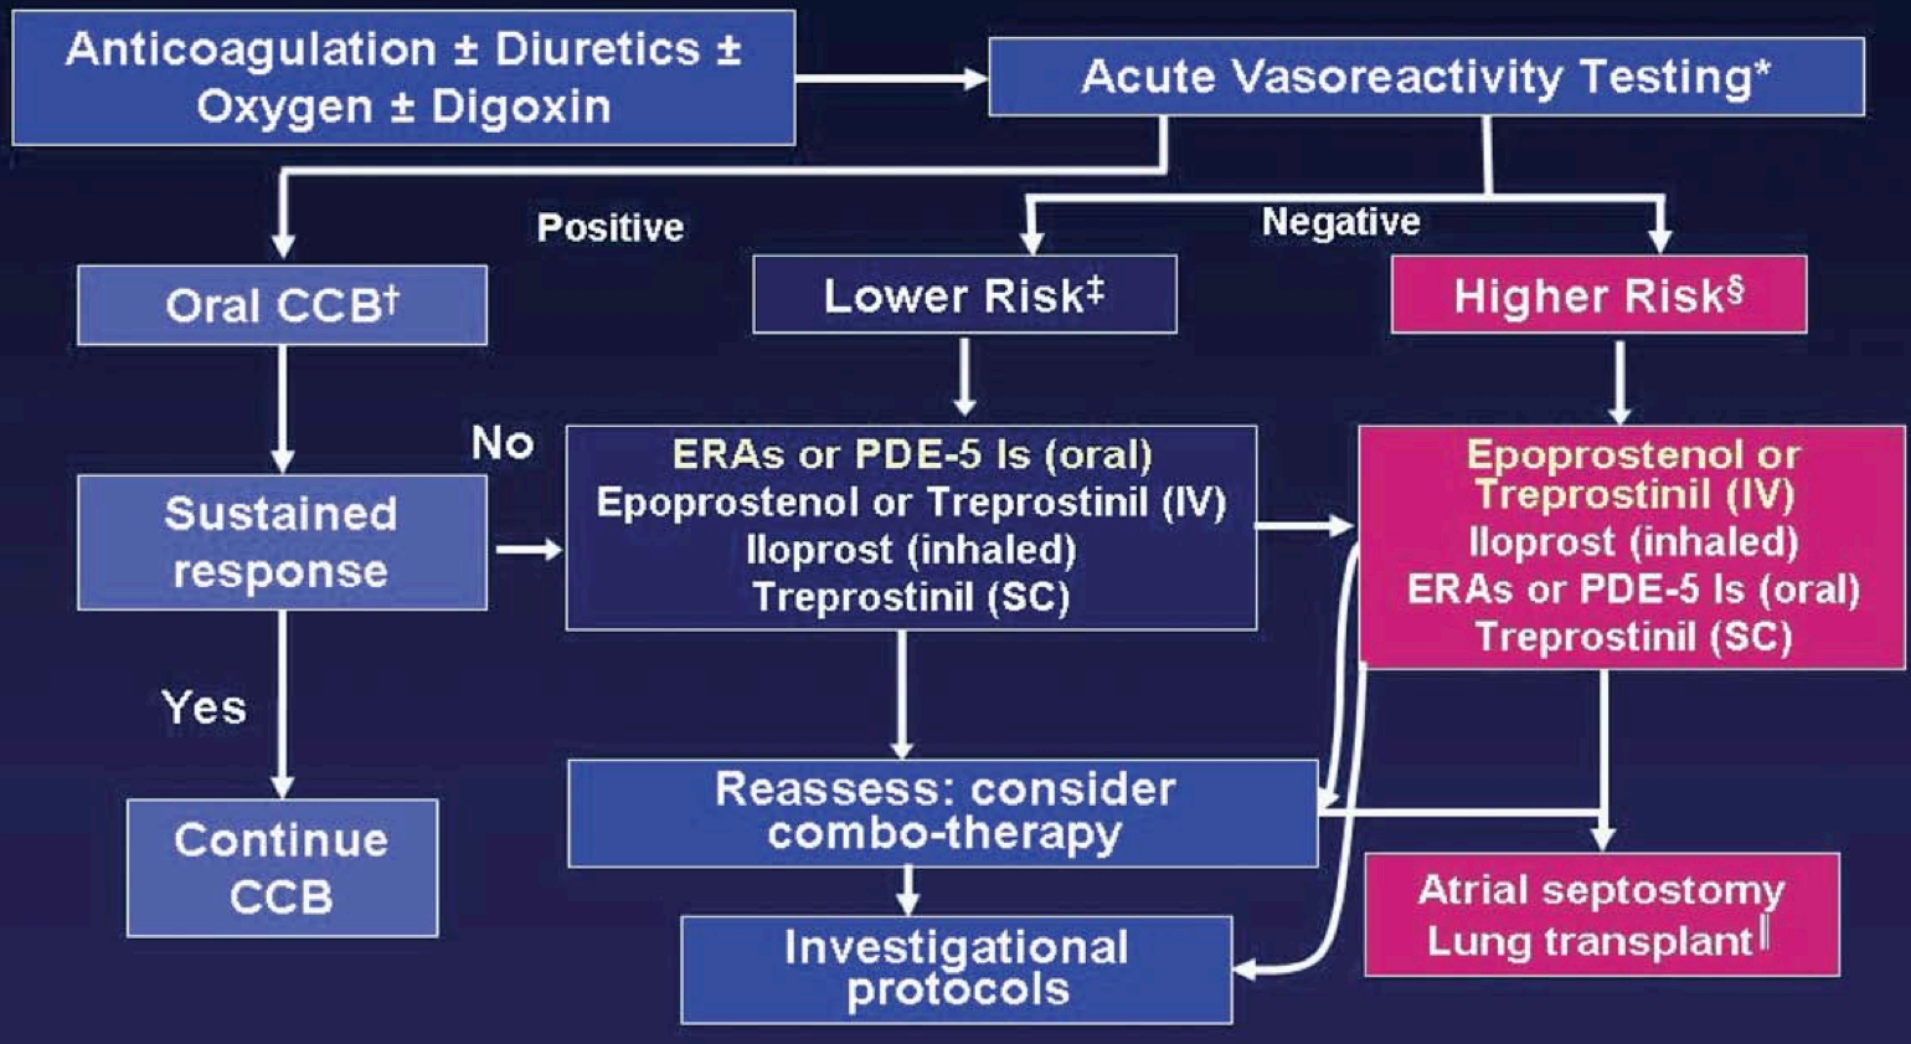 Anticoagulation ± Diuretics ±
Oxygen ± Digoxin
Acute Vasoreactivity Testing*
Positive
Negative
Oral CCB†
Lower Risk‡
Higher Risk§
No
Sustained
response
ERAs or PDE-5 Is (oral)
Epoprostenol or Treprostinil (IV)
Iloprost (inhaled)
Treprostinil (SC)
Epoprostenol or
Treprostinil (IV)
Iloprost (inhaled)
ERAs or PDE-5 Is (oral)
Treprostinil (SC)
Yes
Reassess: consider
combo-therapy
Continue
CCB
Atrial septostomy
Lung transplant‖
Investigational
protocols